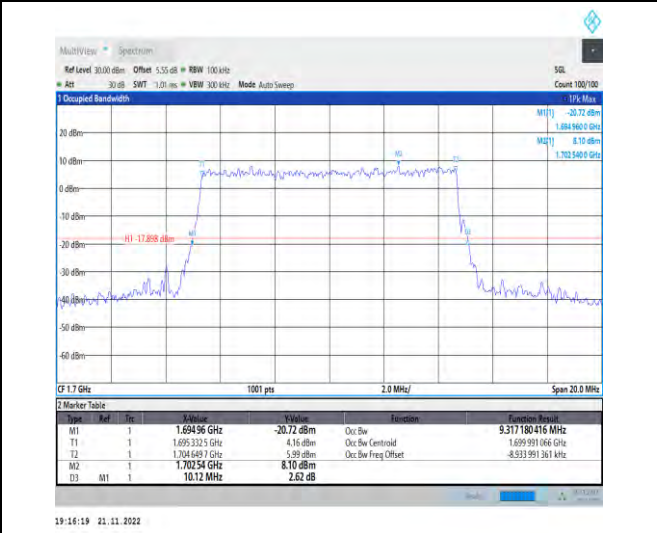 MultiView Spectrum
Ref Level 30.00 dBm Offset 5.55 dB RBW 100 kHz SGL
Att 30 dB SWT 1.01 ms VBW 300 kHz Mode Auto Sweep Count 100/100
1 Occupied Bandwidth 1Pk Max
M1[1] -20.72 dBm
1.694 960 0 GHz
20 dBm M2[1] 8.10 dBm
1.702 540 0 GHz
10 dBm T1 M2 T2
0 dBm
-10 dBm
H1 -17.898 dBm M1 D3
-20 dBm
-30 dBm
-40 dBm
-50 dBm
-60 dBm
CF 1.7 GHz 1001 pts 2.0 MHz/ Span 20.0 MHz
2 Marker Table
Type Ref Trc X-Value Y-Value Function Function Result
M1 1 1.694 96 GHz -20.72 dBm Occ Bw 9.317 180 416 MHz
T1 1 1.695 332 5 GHz 4.16 dBm Occ Bw Centroid 1.699 991 066 GHz
T2 1 1.704 649 7 GHz 5.99 dBm Occ Bw Freq Offset -8.933 991 361 kHz
M2 1 1.702 54 GHz 8.10 dBm
D3 M1 1 10.12 MHz 2.62 dB
19:16:19 21.11.2022